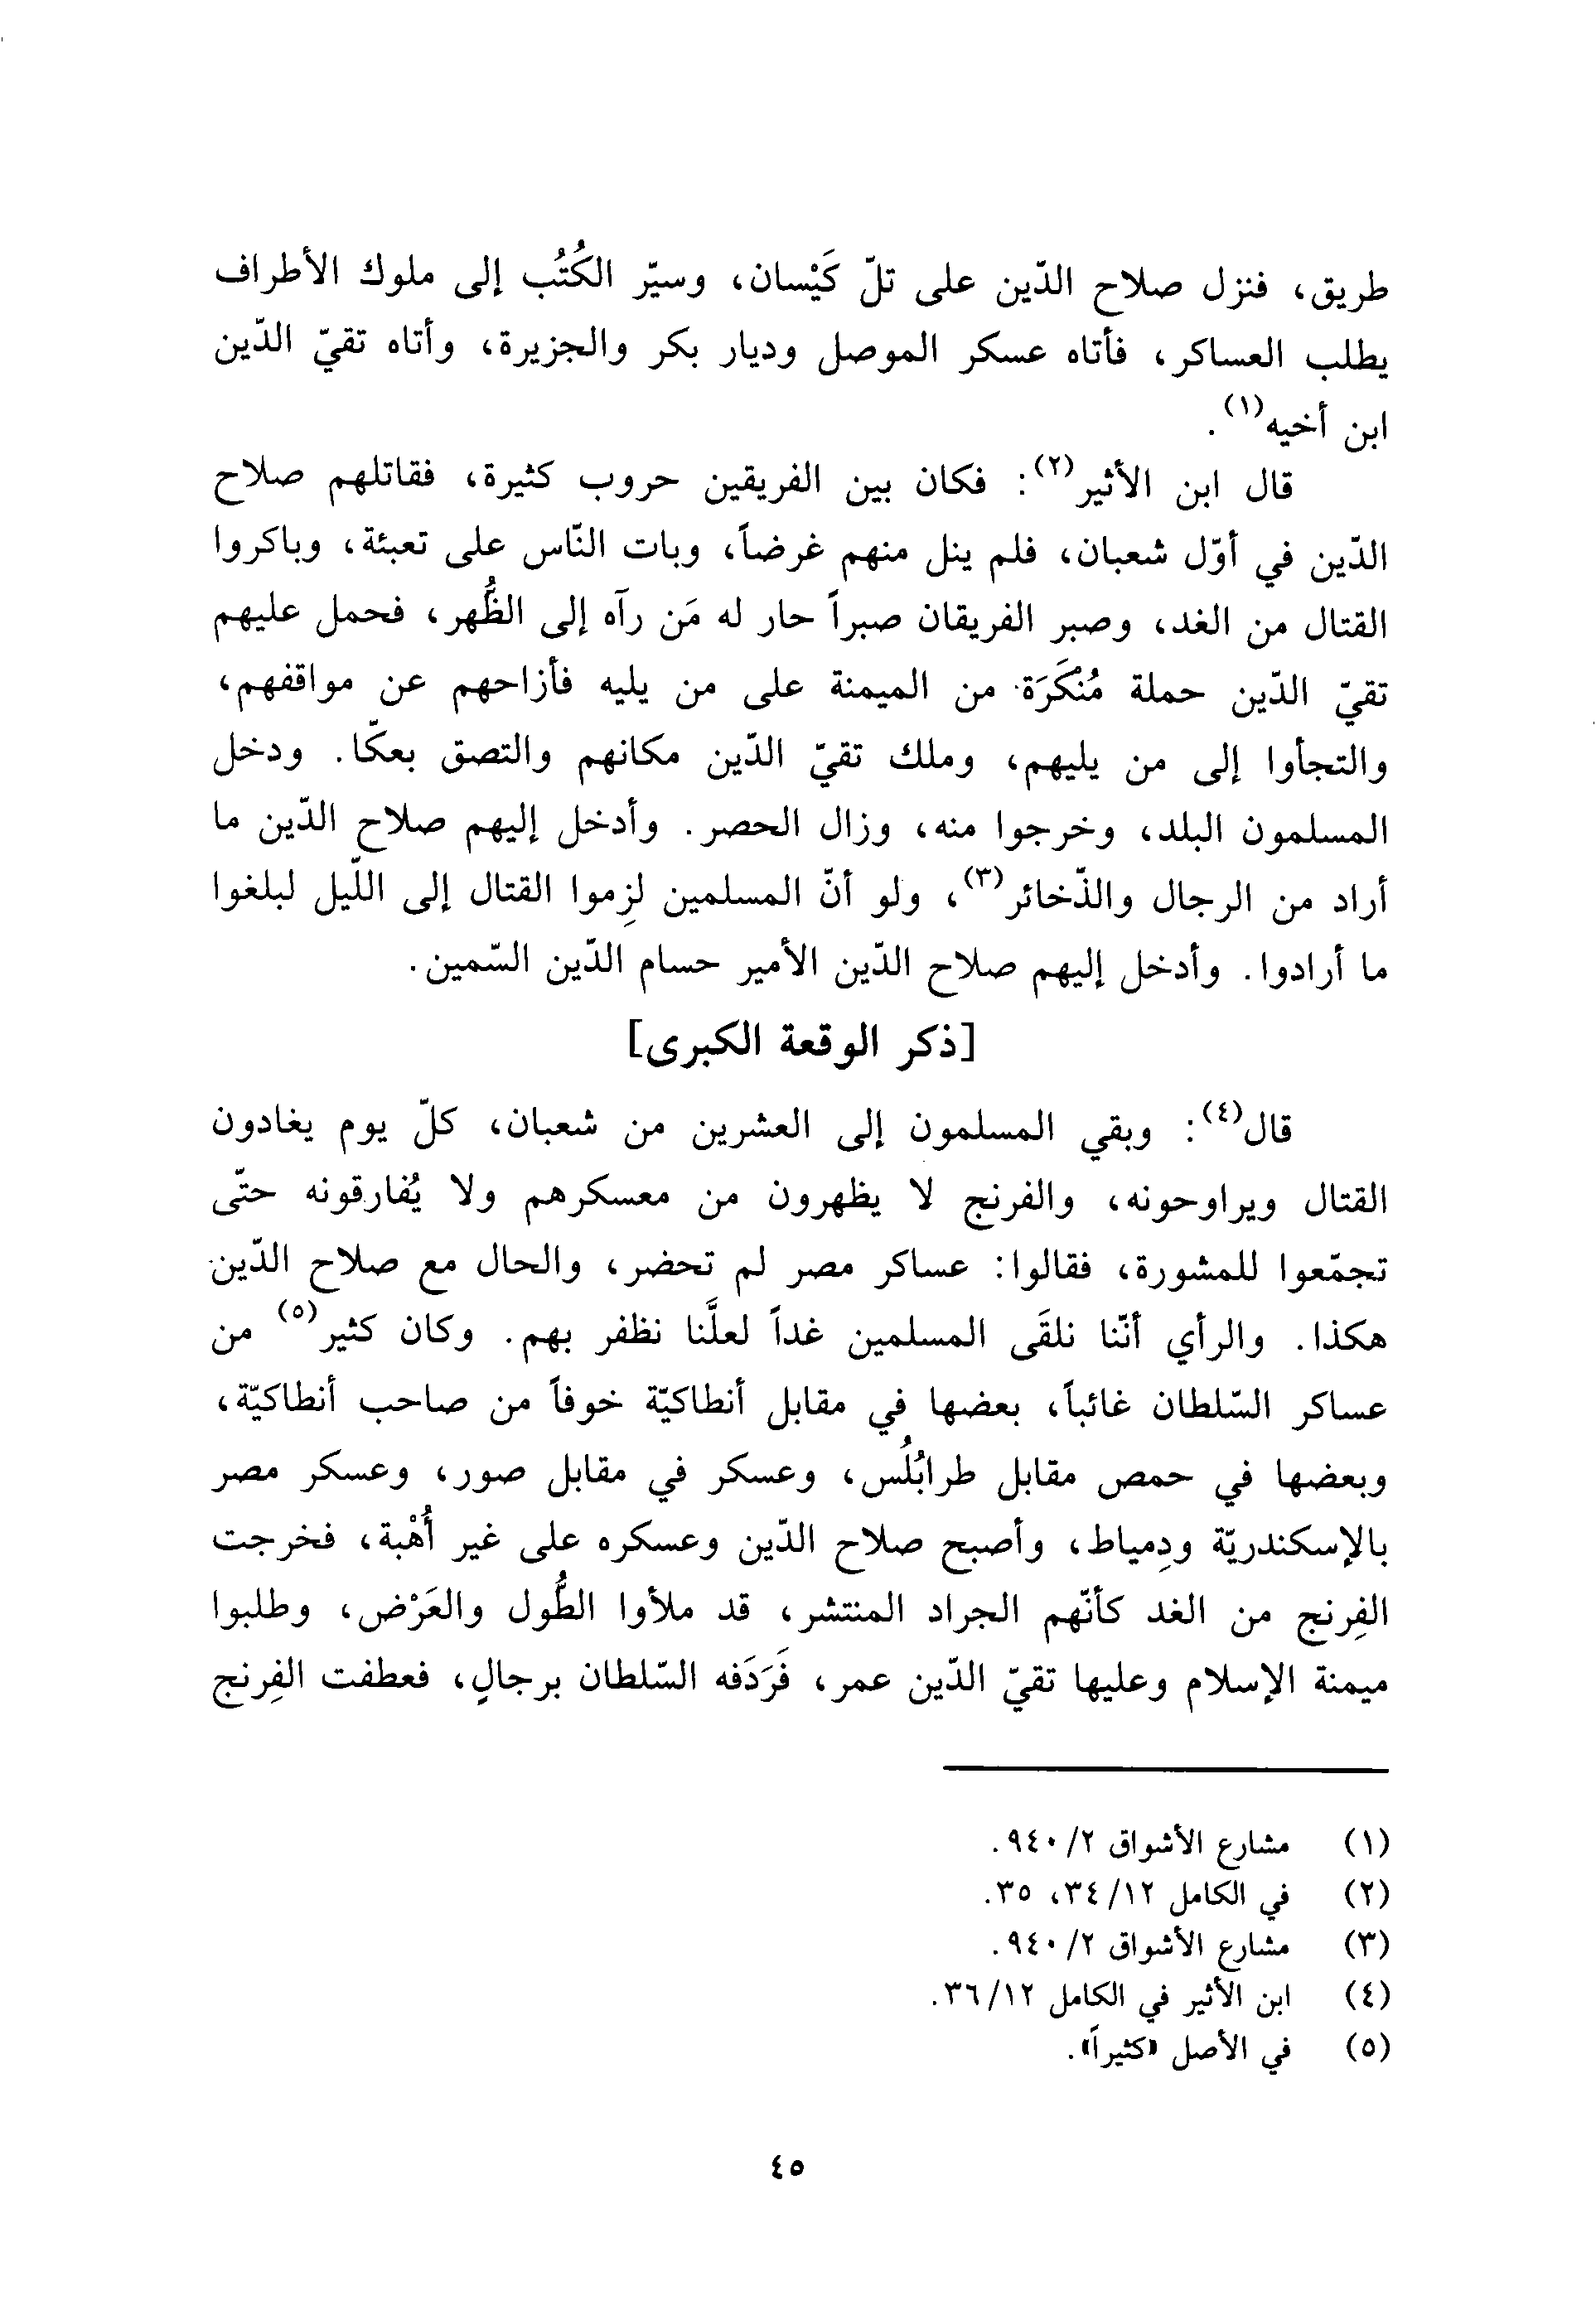 طريق، فنزل صلاح الدّين على تلّ كَيْسان، وسيّر الكُتُب إلى ملوك الأطراف
يطلب العساكر، فأتاه عسكر الموصل وديار بكر والجزيرة، وأتاه تقيّ الدّين
ابن أخيه(١).
قال ابن الأثير(٢): فكان بين الفريقين حروب كثيرة، فقاتلهم صلاح
الدّين في أوّل شعبان، فلم ينل منهم غرضاً، وبات النّاس على تعبئة، وباكروا
القتال من الغد، وصبر الفريقان صبراً حار له مَن رآه إلى الظُّهر، فحمل عليهم
تقيّ الدّين حملة مُنْكَرَة من الميمنة على من يليه فأزاحهم عن مواقفهم،
والتجأوا إلى من يليهم، وملك تقيّ الدّين مكانهم والتصق بعكّا. ودخل
المسلمون البلد، وخرجوا منه، وزال الحصر. وأدخل إليهم صلاح الدّين ما
أراد من الرجال والذّخائر(٣)، ولو أنّ المسلمين لزِموا القتال إلى اللّيل لبلغوا
ما أرادوا. وأدخل إليهم صلاح الدّين الأمير حسام الدّين السّمين.
[ذكر الوقعة الكبرى]
قال(٤): وبقي المسلمون إلى العشرين من شعبان، كلّ يوم يغادون
القتال ويراوحونه، والفرنج لا يظهرون من معسكرهم ولا يُفارقونه حتّى
تجمّعوا للمشورة، فقالوا: عساكر مصر لم تحضر، والحال مع صلاح الدّين
هكذا. والرأي أنّنا نلقَى المسلمين غداً لعلَّنا نظفر بهم. وكان كثير(٥) من
عساكر السّلطان غائباً، بعضها في مقابل أنطاكيّة خوفاً من صاحب أنطاكيّة،
وبعضها في حمص مقابل طرابُلُس، وعسكر في مقابل صور، وعسكر مصر
بالإسكندريّة ودِمياط، وأصبح صلاح الدّين وعسكره على غير أُهْبة، فخرجت
الفِرنج من الغد كأنّهم الجراد المنتشر، قد ملأوا الطُّول والعَرْض، وطلبوا
ميمنة الإسلام وعليها تقيّ الدّين عمر، فَرَدَفه السّلطان برجالٍ، فعطفت الفِرنج
(١) مشارع الأشواق ٢/ ٩٤٠.
(٢) في الكامل ١٢/ ٣٤، ٣٥.
(٣) مشارع الأشواق ٢/ ٩٤٠.
(٤) ابن الأثير في الكامل ١٢/ ٣٦.
(٥) في الأصل «كثيراً».
٤٥